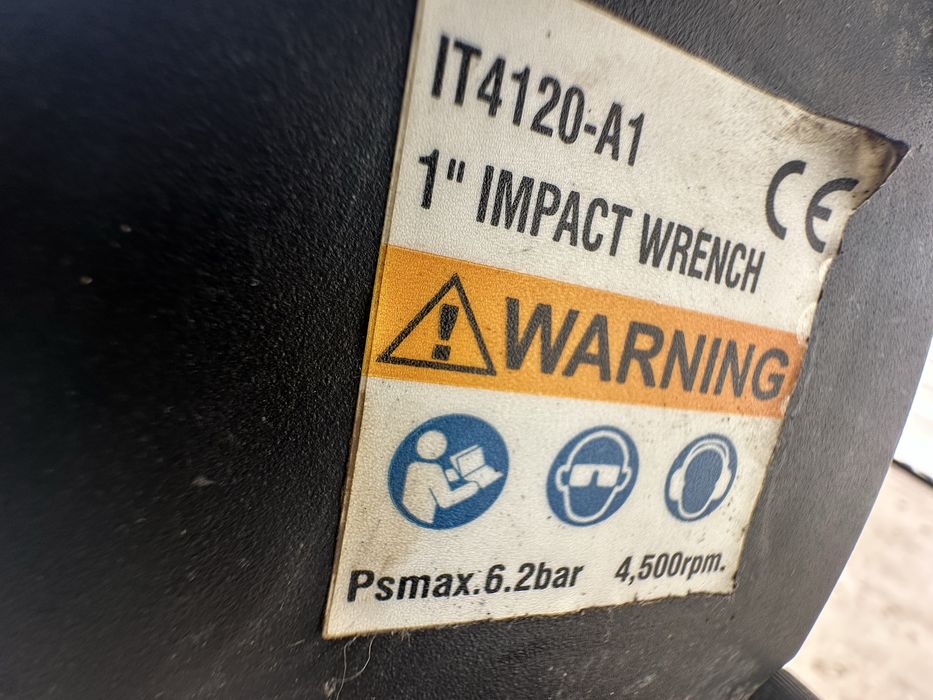 IT4120-A1
1" IMPACT WRENCH
CE
WARNING
Psmax.6.2bar 4,500rpm.